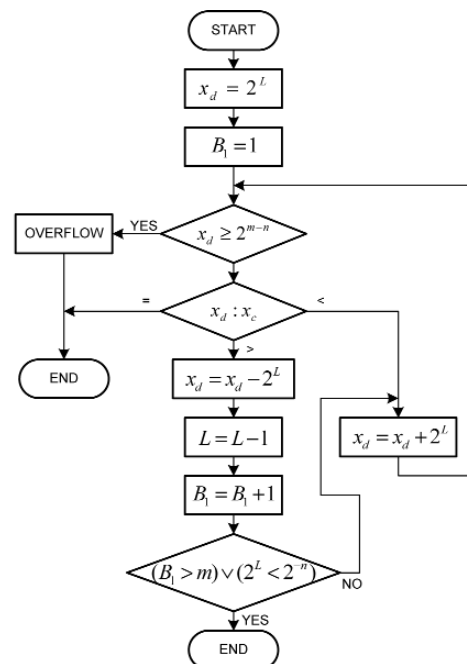 START
x_d = 2^L
B_1 = 1
OVERFLOW
YES
x_d ≥ 2^{m-n}
=
x_d : x_c
<
>
END
x_d = x_d - 2^L
L = L - 1
x_d = x_d + 2^L
B_1 = B_1 + 1
(B_1 > m) ∨ (2^L < 2^{-n})
NO
YES
END